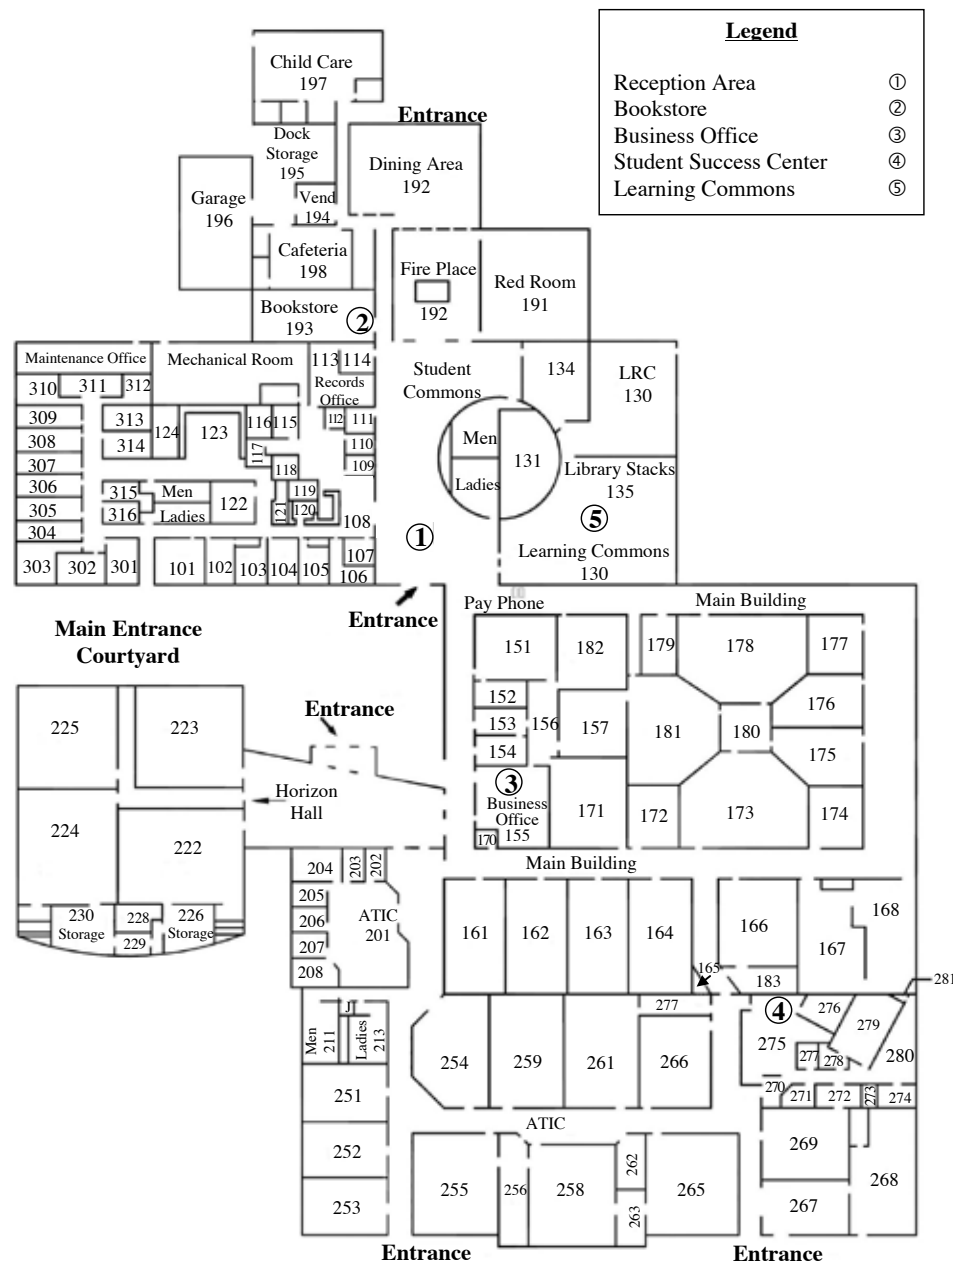 Legend
Reception Area ①
Bookstore ②
Business Office ③
Student Success Center ④
Learning Commons ⑤
Child Care
197
Entrance
Dock
Storage
195
Dining Area
192
Garage
196
Vend
194
Cafeteria
198
Fire Place
192
Red Room
191
Bookstore
193
②
Maintenance Office
Mechanical Room
113 114
Records
Office
Student
Commons
134
LRC
130
310 311 312
309
308
307
306
305
304
303 302 301
313
314
124
123
116 115
117
112 111
110
109
118
119
120
121
108
315
316
Men
Ladies
122
101 102 103 104 105
107
106
Men
Ladies
131
Library Stacks
135
⑤
Learning Commons
130
①
Entrance
Pay Phone
Main Building
Main Entrance
Courtyard
151
182
179
178
177
152
153
154
156
157
181
180
176
175
③
Business
Office
155
170
171
172
173
174
Entrance
225
223
Horizon
Hall
224
222
230
Storage
228
229
226
Storage
Main Building
204
203
202
205
206
207
208
ATIC
201
161
162
163
164
165
166
167
168
183
281
Men
211
J
Ladies
213
254
259
261
277
266
④
275
276
279
277
278
280
270
271
272
273
274
251
252
253
ATIC
255
256
258
262
263
265
269
267
268
Entrance
Entrance